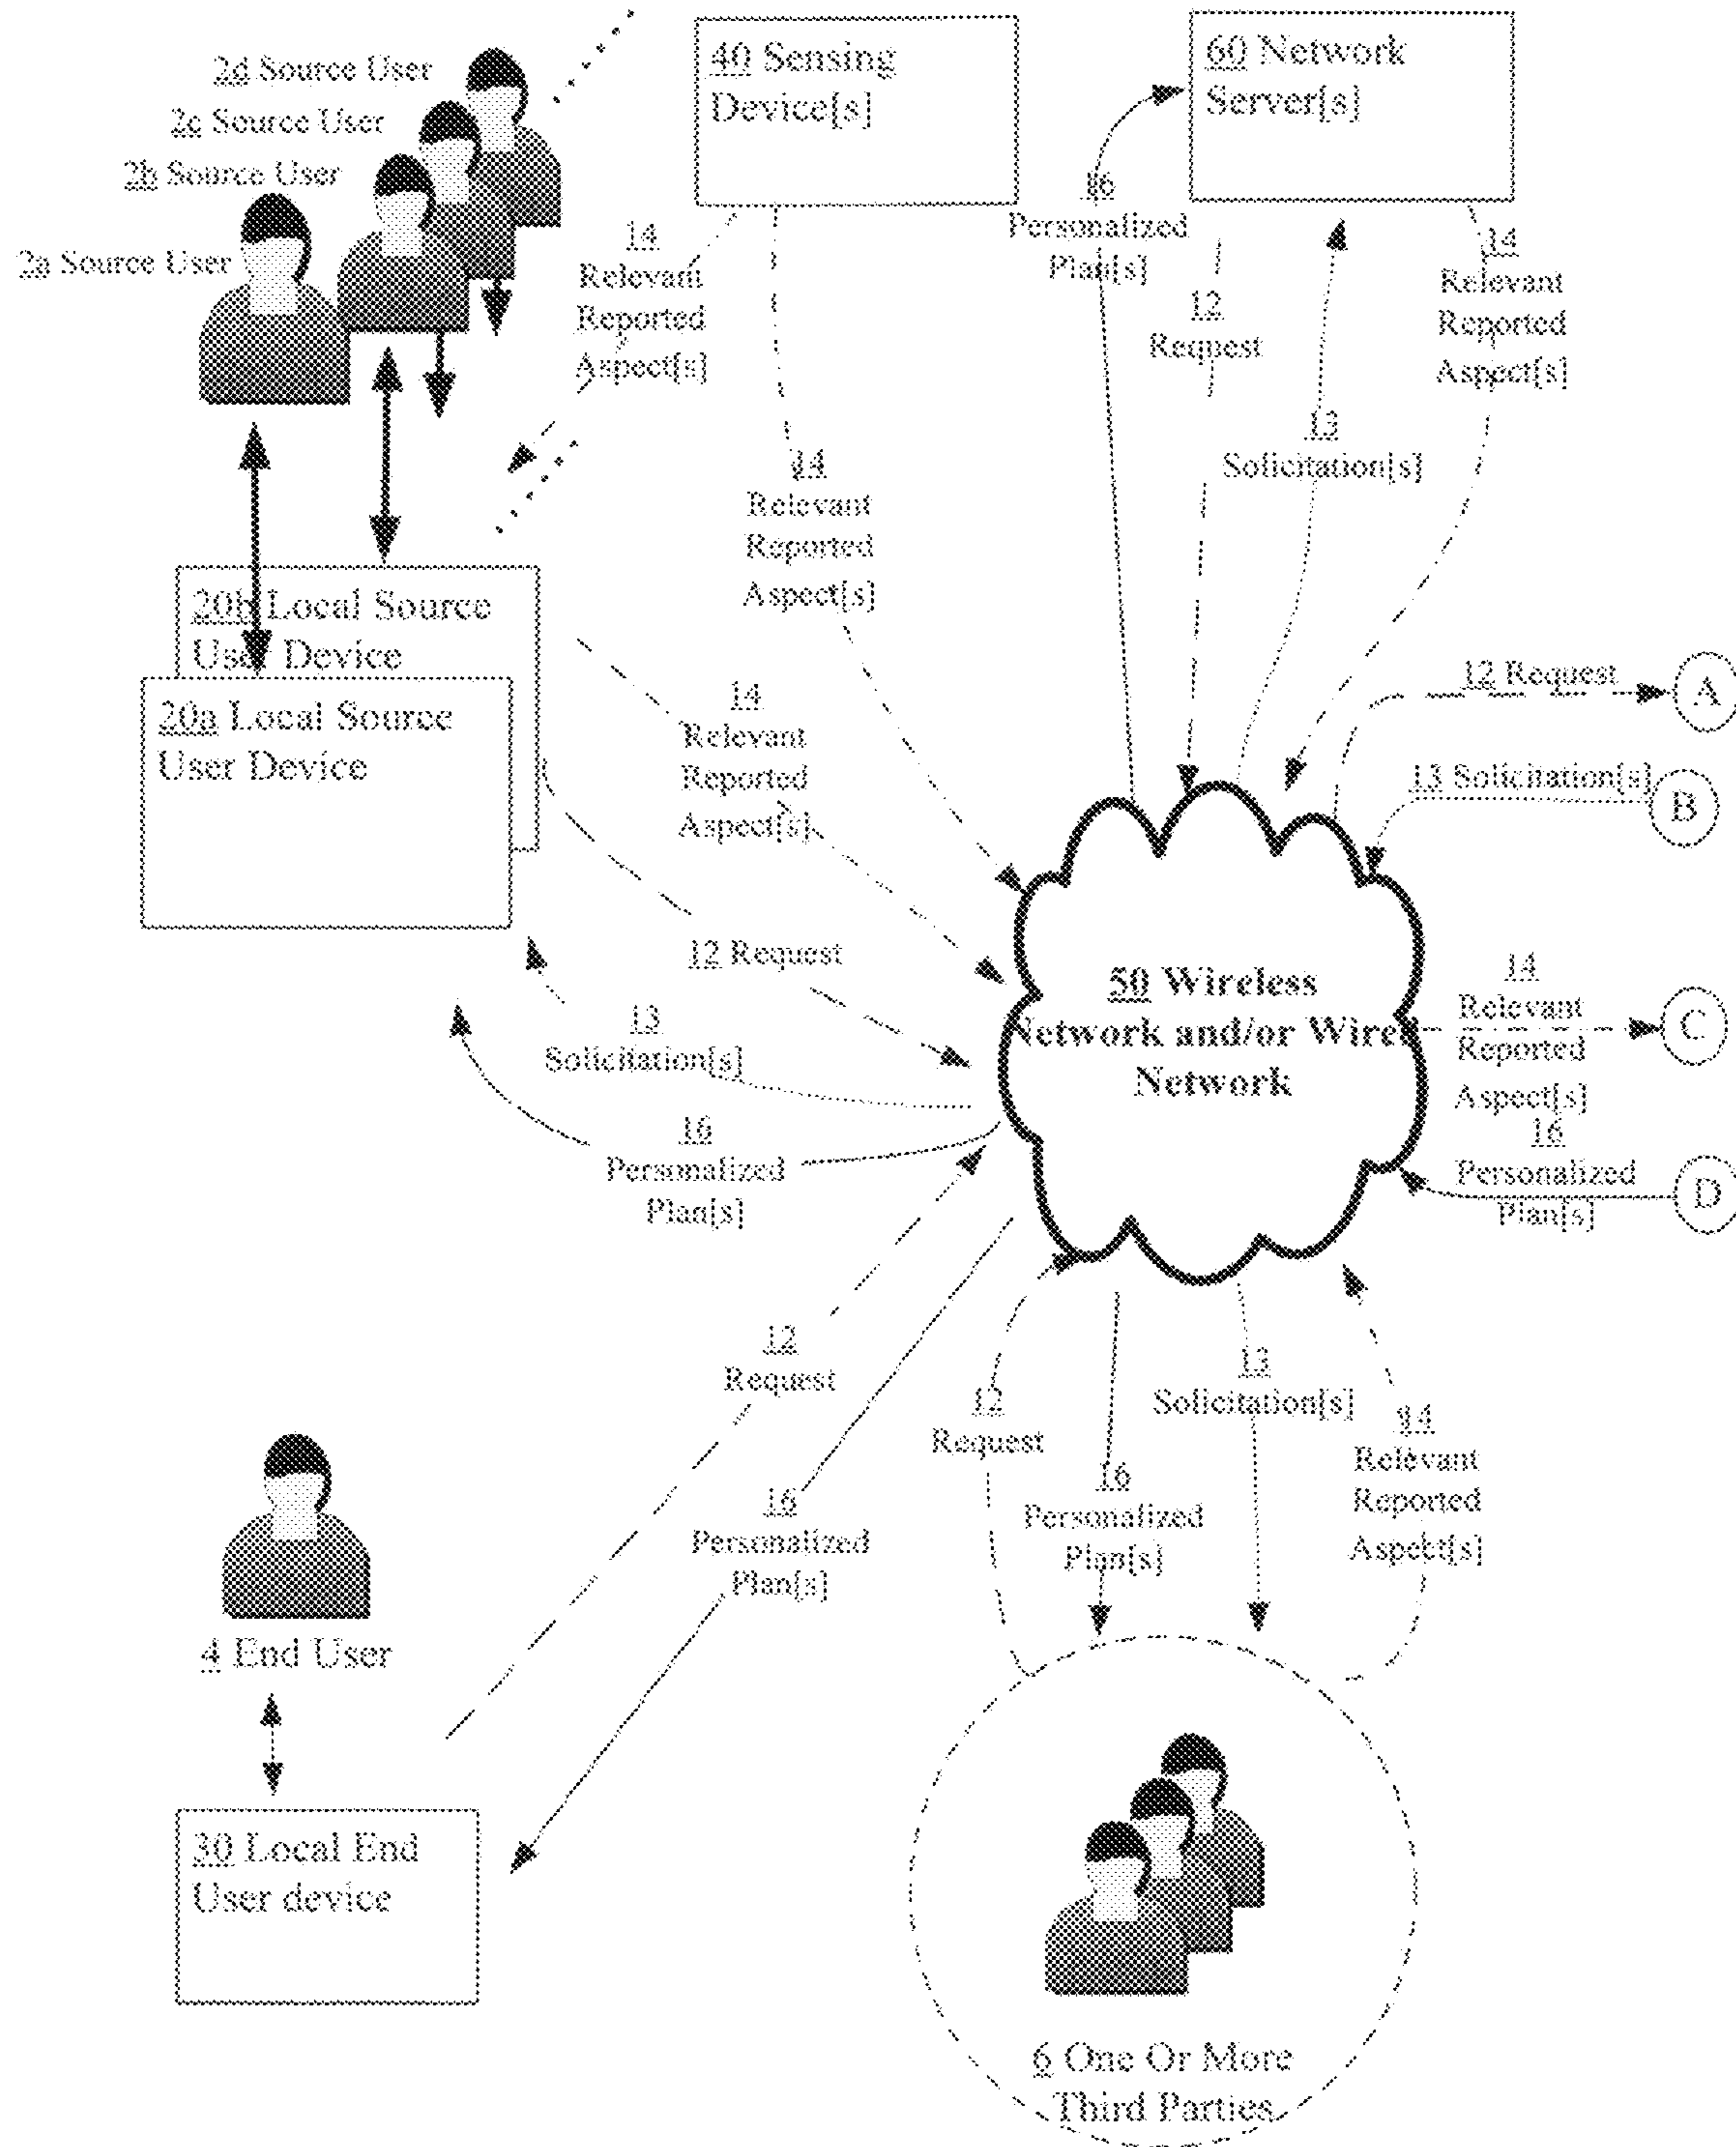 2d Source User
2c Source User
2b Source User
2a Source User
40 Sensing
Device[s]
60 Network
Server[s]
16
Personalized
Plan[s]
14
Relevant
Reported
Aspect[s]
12
Request
14
Relevant
Reported
Aspect[s]
13
Solicitation[s]
14
Relevant
Reported
Aspect[s]
20b Local Source
User Device
20a Local Source
User Device
14
Relevant
Reported
Aspect[s]
12 Request
A
13 Solicitation[s]
B
12 Request
13
Solicitation[s]
50 Wireless
Network and/or Wired
Network
14
Relevant
Reported
Aspect[s]
C
16
Personalized
Plan[s]
D
16
Personalized
Plan[s]
12
Request
12
Request
13
Solicitation[s]
14
Relevant
Reported
Aspect[s]
16
Personalized
Plan[s]
16
Personalized
Plan[s]
4 End User
30 Local End
User device
6 One Or More
Third Parties